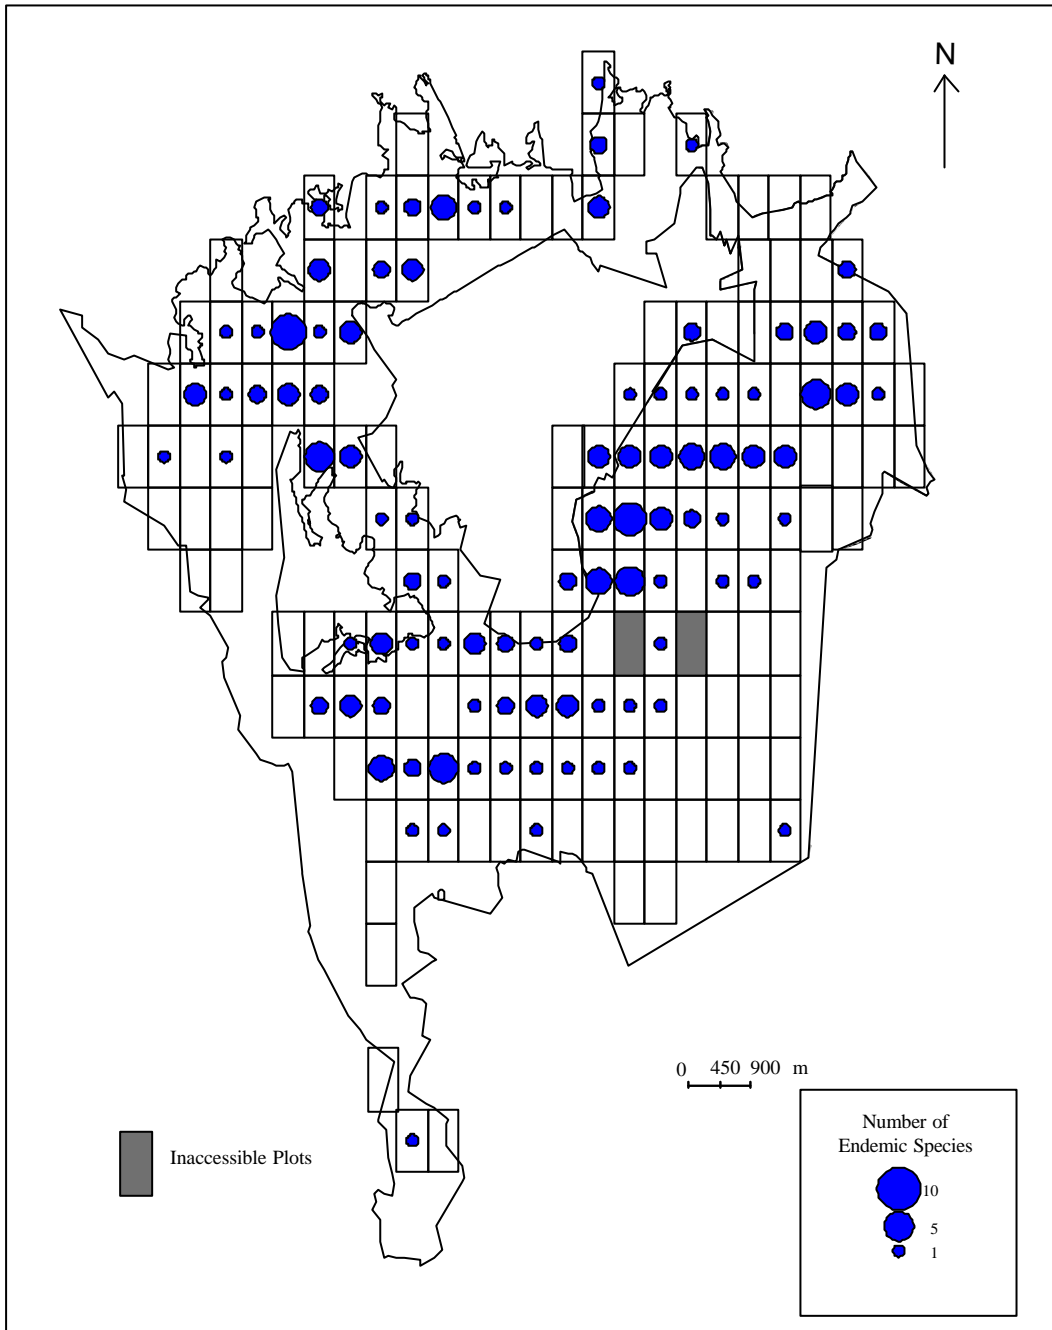 N
0 450 900 m
Number of
Endemic Species
10
5
1
Inaccessible Plots